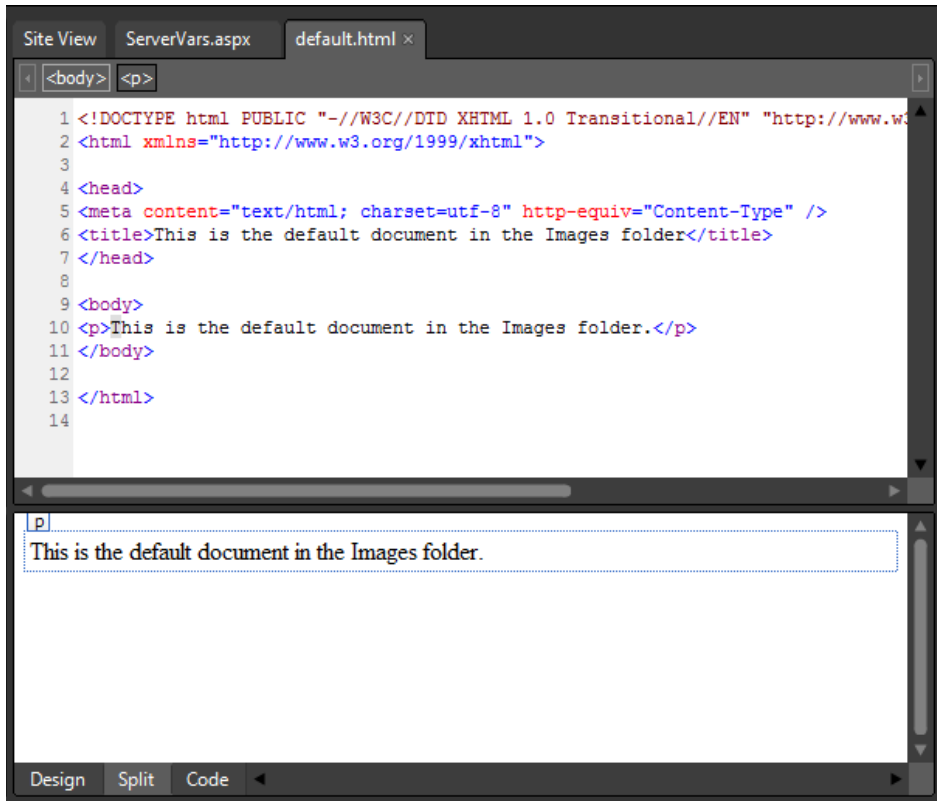 Site View ServerVars.aspx default.html ×
<body> <p>
1 <!DOCTYPE html PUBLIC "-//W3C//DTD XHTML 1.0 Transitional//EN" "http://www.w3
2 <html xmlns="http://www.w3.org/1999/xhtml">
3
4 <head>
5 <meta content="text/html; charset=utf-8" http-equiv="Content-Type" />
6 <title>This is the default document in the Images folder</title>
7 </head>
8
9 <body>
10 <p>This is the default document in the Images folder.</p>
11 </body>
12
13 </html>
14
p
This is the default document in the Images folder.
Design Split Code